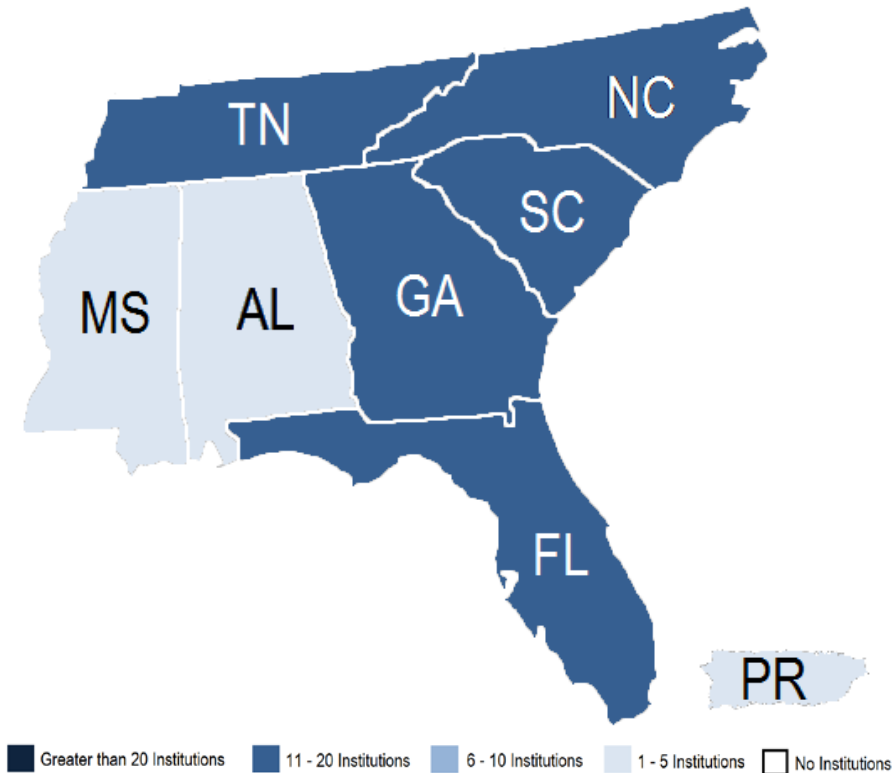 TN
NC
SC
MS
AL
GA
FL
PR
Greater than 20 Institutions
11 - 20 Institutions
6 - 10 Institutions
1 - 5 Institutions
No Institutions